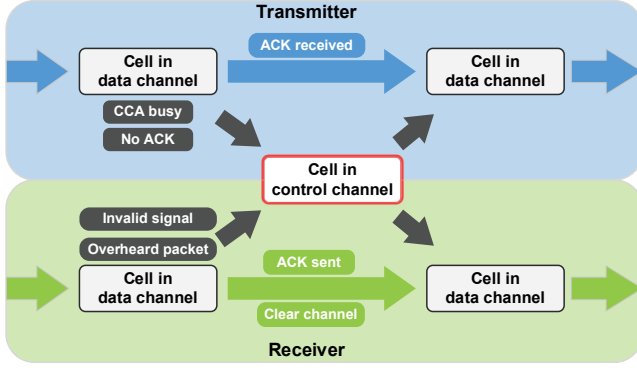 Transmitter
Cell in
data channel
ACK received
Cell in
data channel
CCA busy
No ACK
Cell in
control channel
Invalid signal
Overheard packet
Cell in
data channel
ACK sent
Clear channel
Cell in
data channel
Receiver